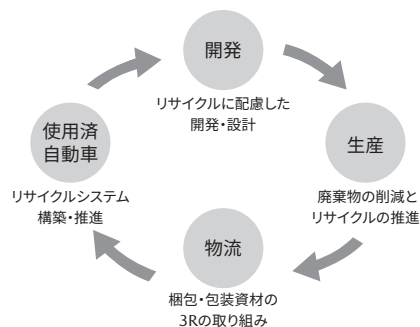 開発
リサイクルに配慮した
開発・設計
生産
廃棄物の削減と
リサイクルの推進
物流
梱包・包装資材の
3Rの取り組み
使用済
自動車
リサイクルシステム
構築・推進